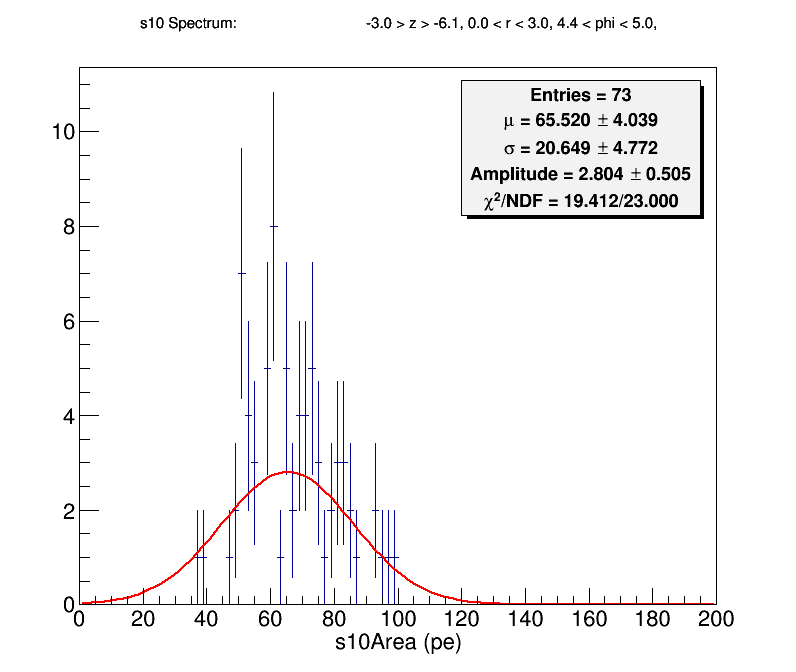 s10 Spectrum: -3.0 > z > -6.1, 0.0 < r < 3.0, 4.4 < phi < 5.0,
Entries = 73
μ = 65.520 ± 4.039
σ = 20.649 ± 4.772
Amplitude = 2.804 ± 0.505
χ²/NDF = 19.412/23.000
10
8
6
4
2
0
0 20 40 60 80 100 120 140 160 180 200
s10Area (pe)